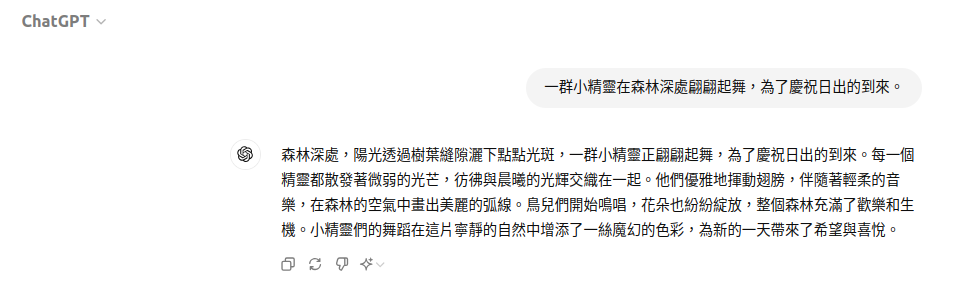 ChatGPT
一群小精靈在森林深處翩翩起舞，為了慶祝日出的到來。
森林深處，陽光透過樹葉縫隙灑下點點光斑，一群小精靈正翩翩起舞，為了慶祝日出的到來。每一個
精靈都散發著微弱的光芒，彷彿與晨曦的光輝交織在一起。他們優雅地揮動翅膀，伴隨著輕柔的音
樂，在森林的空氣中畫出美麗的弧線。鳥兒們開始鳴唱，花朵也紛紛綻放，整個森林充滿了歡樂和生
機。小精靈們的舞蹈在這片寧靜的自然中增添了一絲魔幻的色彩，為新的一天帶來了希望與喜悅。